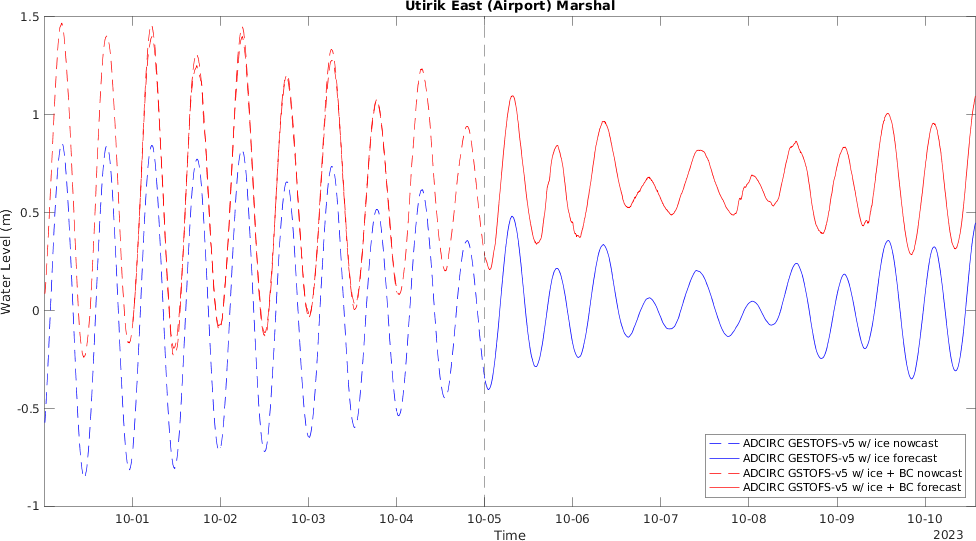 Utirik East (Airport) Marshal
Water Level (m)
1.5
1
0.5
0
-0.5
-1
10-01
10-02
10-03
10-04
10-05
10-06
10-07
10-08
10-09
10-10
Time
2023
ADCIRC GESTOFS-v5 w/ ice nowcast
ADCIRC GESTOFS-v5 w/ ice forecast
ADCIRC GSTOFS-v5 w/ ice + BC nowcast
ADCIRC GSTOFS-v5 w/ ice + BC forecast